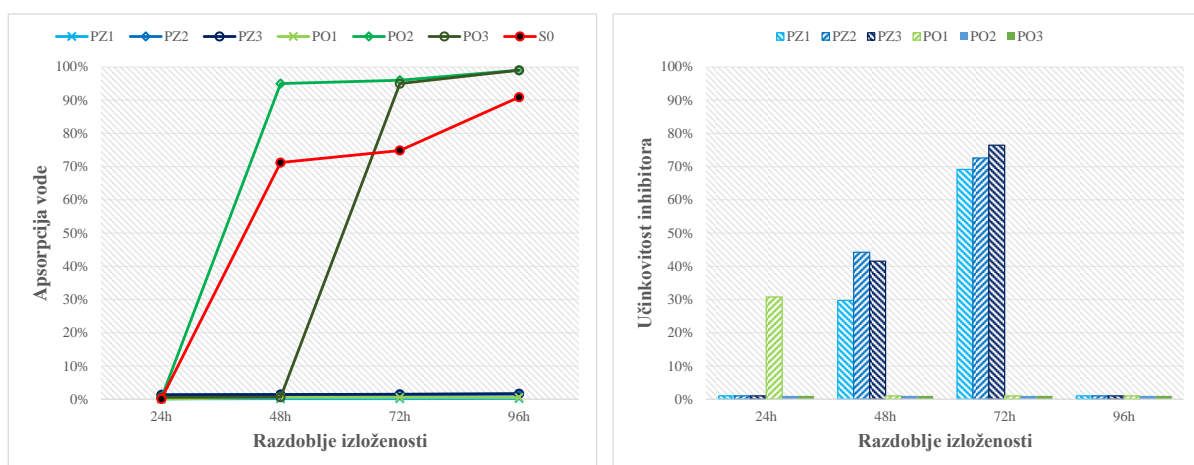 PZ1 PZ2 PZ3 PO1 PO2 PO3 S0
100%
90%
80%
70%
60%
50%
40%
30%
20%
10%
0%
Apsorpcija vode
24h 48h 72h 96h
Razdoblje izloženosti
PZ1 PZ2 PZ3 PO1 PO2 PO3
100%
90%
80%
70%
60%
50%
40%
30%
20%
10%
0%
Učinkovitost inhibitora
24h 48h 72h 96h
Razdoblje izloženosti